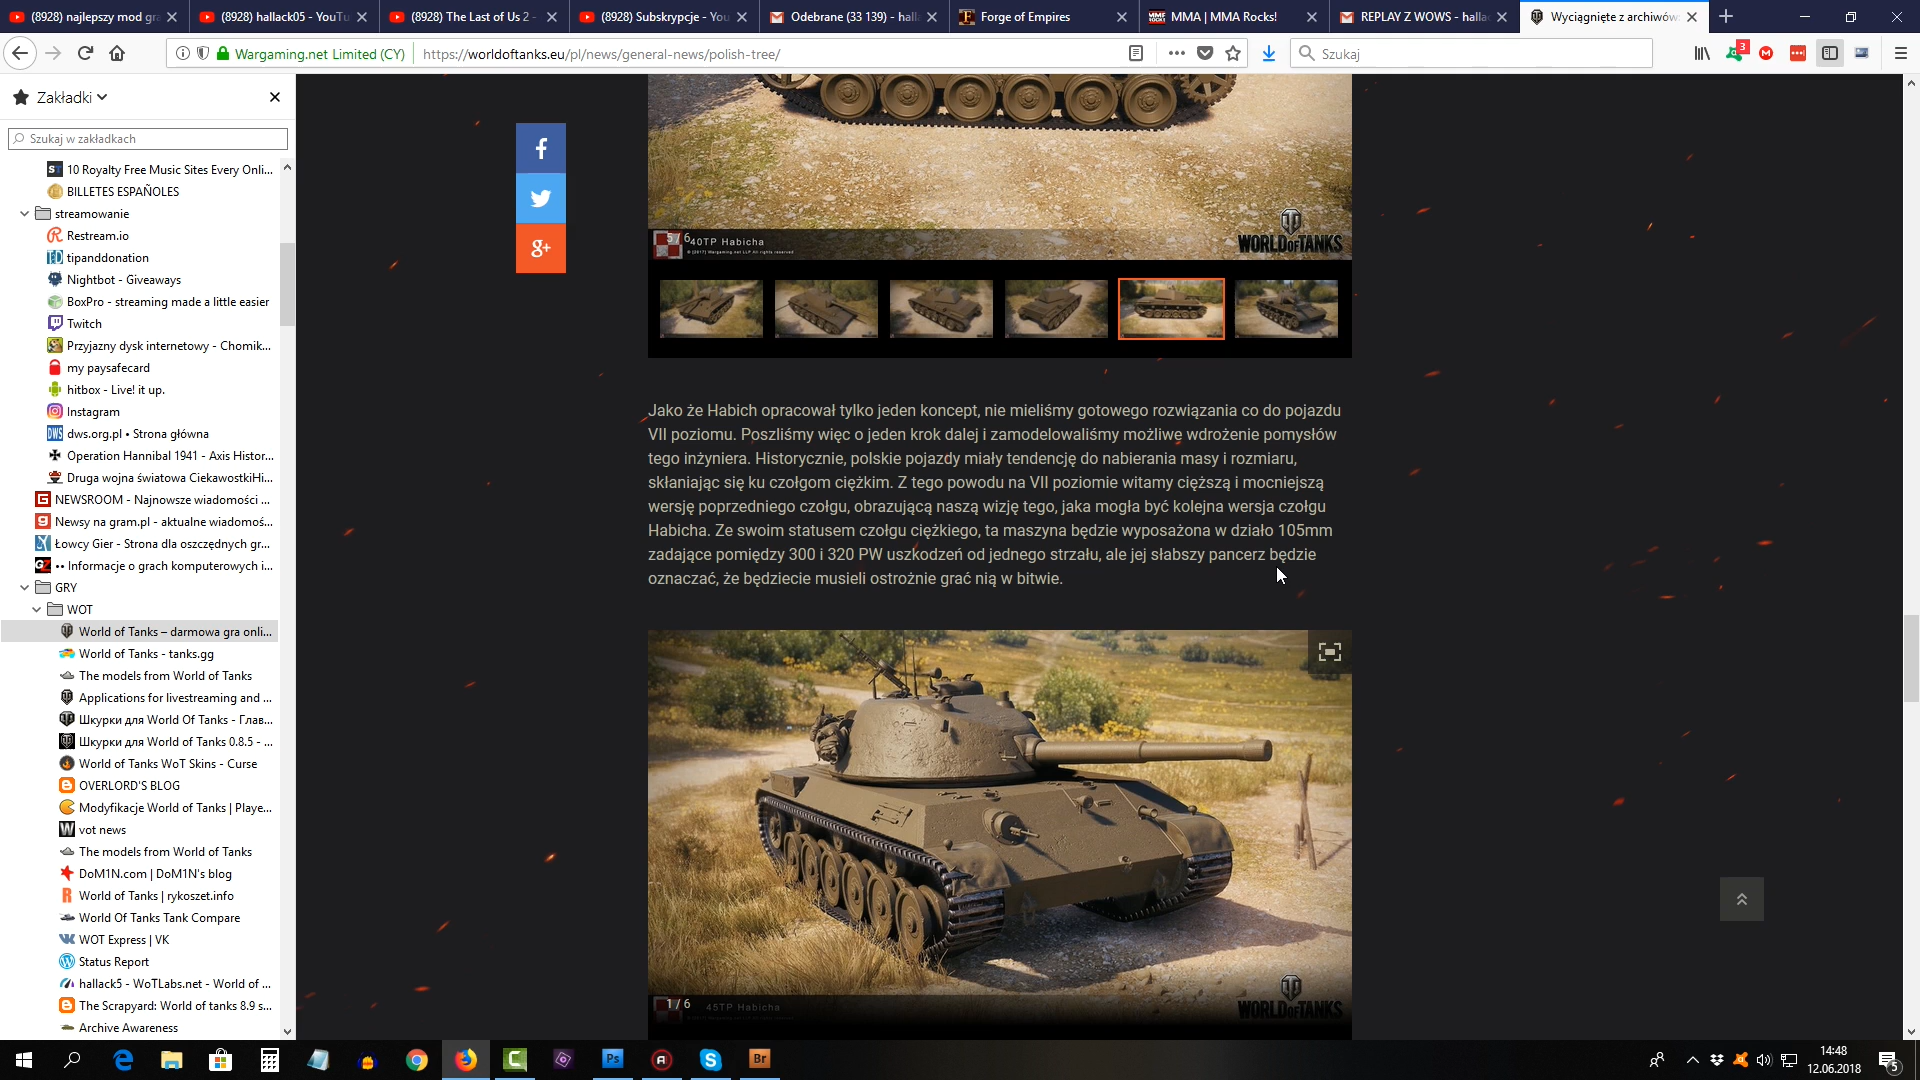 (8928) najlepszy mod gra
(8928) hallack05 - YouTu
(8928) The Last of Us 2 -
(8928) Subskrypcje - You
Odebrane (33 139) - halla
Forge of Empires
MMA | MMA Rocks!
REPLAY Z WOWS - halla
Wyciągnięte z archiwów:
Wargaming.net Limited (CY)
https://worldoftanks.eu/pl/news/general-news/polish-tree/
Szukaj
3
Zakładki
Szukaj w zakładkach
10 Royalty Free Music Sites Every Onli...
BILLETES ESPAÑOLES
streamowanie
Restream.io
tipanddonation
Nightbot - Giveaways
BoxPro - streaming made a little easier
Twitch
Przyjazny dysk internetowy - Chomik...
my paysafecard
hitbox - Live! it up.
Instagram
dws.org.pl • Strona główna
Operation Hannibal 1941 - Axis Histor...
Druga wojna światowa CiekawostkiHi...
NEWSROOM - Najnowsze wiadomości ...
Newsy na gram.pl - aktualne wiadomoś...
Łowcy Gier - Strona dla oszczędnych gr...
•• Informacje o grach komputerowych i...
GRY
WOT
World of Tanks – darmowa gra onli...
World of Tanks - tanks.gg
The models from World of Tanks
Applications for livestreaming and ...
Шкурки для World Of Tanks - Глав...
Шкурки для World of Tanks 0.8.5 - ...
World of Tanks WoT Skins - Curse
OVERLORD'S BLOG
Modyfikacje World of Tanks | Playe...
vot news
The models from World of Tanks
DoM1N.com | DoM1N's blog
World of Tanks | rykoszet.info
World Of Tanks Tank Compare
WOT Express | VK
Status Report
hallack5 - WoTLabs.net - World of ...
The Scrapyard: World of tanks 8.9 s...
Archive Awareness
f
g+
5 / 6
40TP Habicha
WORLD OF TANKS
Jako że Habich opracował tylko jeden koncept, nie mieliśmy gotowego rozwiązania co do pojazdu
VII poziomu. Poszliśmy więc o jeden krok dalej i zamodelowaliśmy możliwe wdrożenie pomysłów
tego inżyniera. Historycznie, polskie pojazdy miały tendencję do nabierania masy i rozmiaru,
skłaniając się ku czołgom ciężkim. Z tego powodu na VII poziomie witamy cięższą i mocniejszą
wersję poprzedniego czołgu, obrazującą naszą wizję tego, jaka mogła być kolejna wersja czołgu
Habicha. Ze swoim statusem czołgu ciężkiego, ta maszyna będzie wyposażona w działo 105mm
zadające pomiędzy 300 i 320 PW uszkodzeń od jednego strzału, ale jej słabszy pancerz będzie
oznaczać, że będziecie musieli ostrożnie grać nią w bitwie.
1 / 6
45TP Habicha
WORLD OF TANKS
Ps
Br
14:48
12.06.2018
5